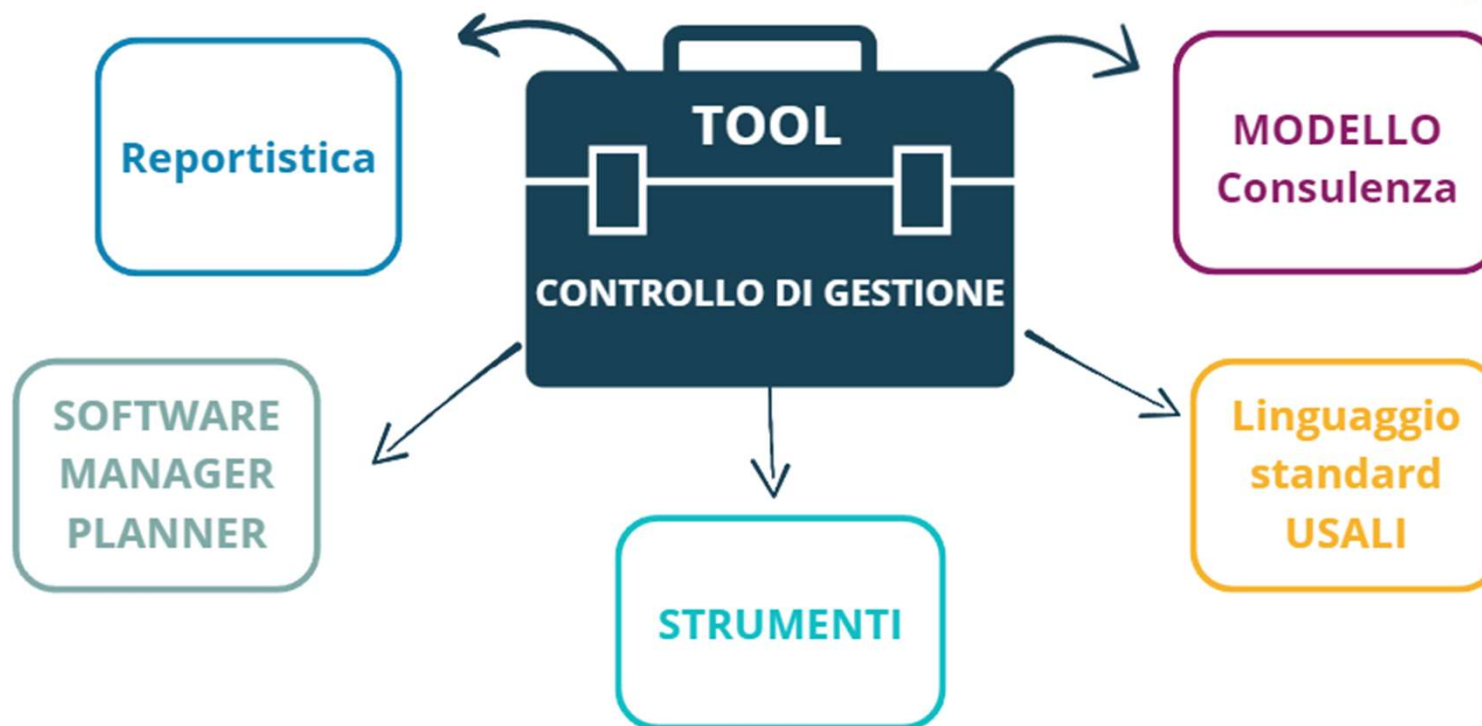 TOOL
CONTROLLO DI GESTIONE
Reportistica
MODELLO
Consulenza
SOFTWARE
MANAGER
PLANNER
Linguaggio
standard
USALI
STRUMENTI